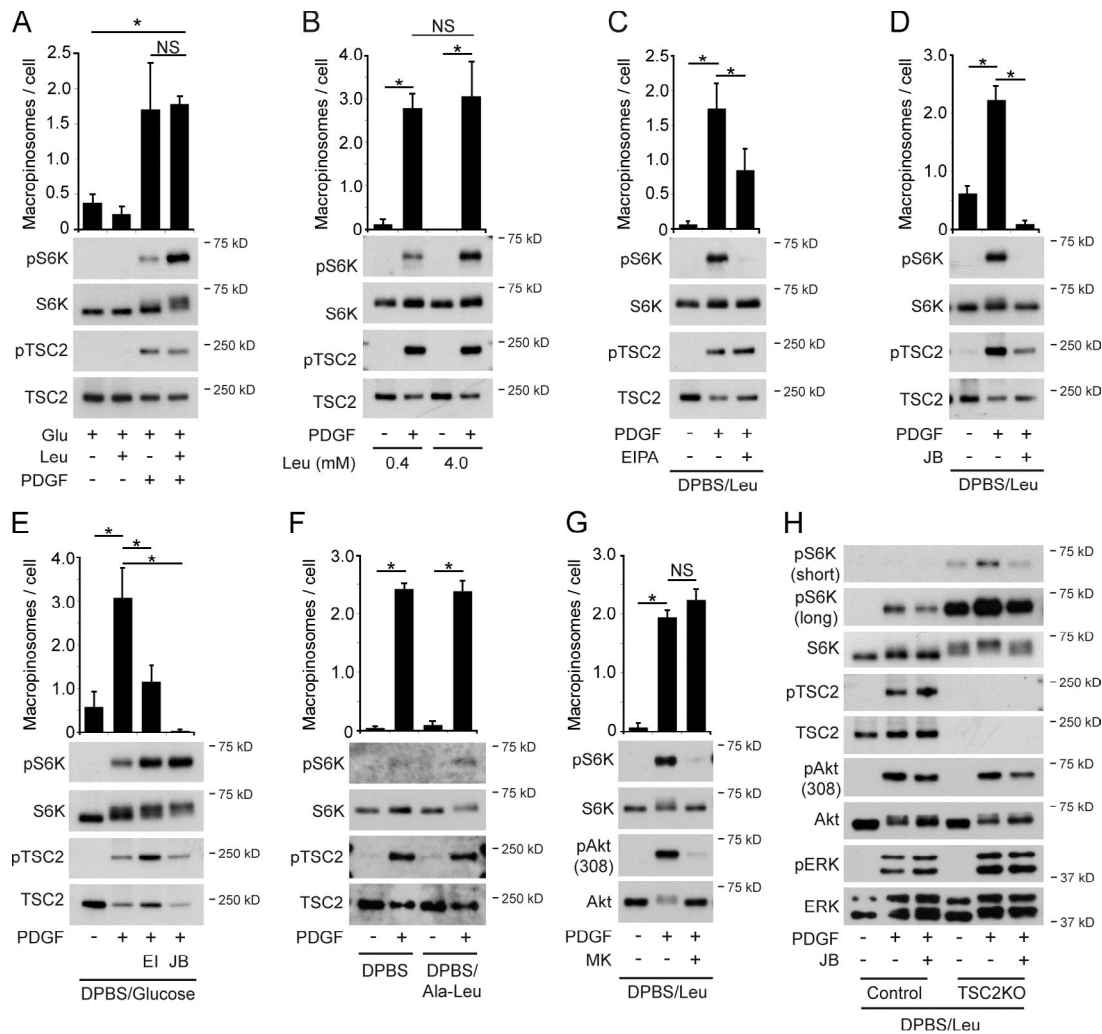 A
*
NS
Macropinosomes / cell
2.5
2.0
1.5
1.0
0.5
0
pS6K
- 75 kD
S6K
- 75 kD
pTSC2
- 250 kD
TSC2
- 250 kD
Glu + + + +
Leu - + - +
PDGF - - + +
B
NS
* *
Macropinosomes / cell
4.0
3.0
2.0
1.0
0
pS6K
- 75 kD
S6K
- 75 kD
pTSC2
- 250 kD
TSC2
- 250 kD
PDGF - + - +
Leu (mM) 0.4 4.0
C
* *
Macropinosomes / cell
2.5
2.0
1.5
1.0
0.5
0
pS6K
- 75 kD
S6K
- 75 kD
pTSC2
- 250 kD
TSC2
- 250 kD
PDGF - + +
EIPA - - +
DPBS/Leu
D
* *
Macropinosomes / cell
3.0
2.0
1.0
0
pS6K
- 75 kD
S6K
- 75 kD
pTSC2
- 250 kD
TSC2
- 250 kD
PDGF - + +
JB - - +
DPBS/Leu
E
* *
*
Macropinosomes / cell
4.0
3.0
2.0
1.0
0
pS6K
- 75 kD
S6K
- 75 kD
pTSC2
- 250 kD
TSC2
- 250 kD
PDGF - + + +
EI JB
DPBS/Glucose
F
* *
Macropinosomes / cell
3.0
2.0
1.0
0
pS6K
- 75 kD
S6K
- 75 kD
pTSC2
- 250 kD
TSC2
- 250 kD
PDGF - + - +
DPBS DPBS/
Ala-Leu
G
NS
*
Macropinosomes / cell
3.0
2.0
1.0
0
pS6K
- 75 kD
S6K
- 75 kD
pAkt
(308)
Akt
- 75 kD
PDGF - + +
MK - - +
DPBS/Leu
H
pS6K
(short)
- 75 kD
pS6K
(long)
- 75 kD
S6K
- 75 kD
pTSC2
- 250 kD
TSC2
- 250 kD
pAkt
(308)
- 75 kD
Akt
- 75 kD
pERK
- 37 kD
ERK
- 37 kD
PDGF - + + - + +
JB - - + - - +
Control TSC2KO
DPBS/Leu